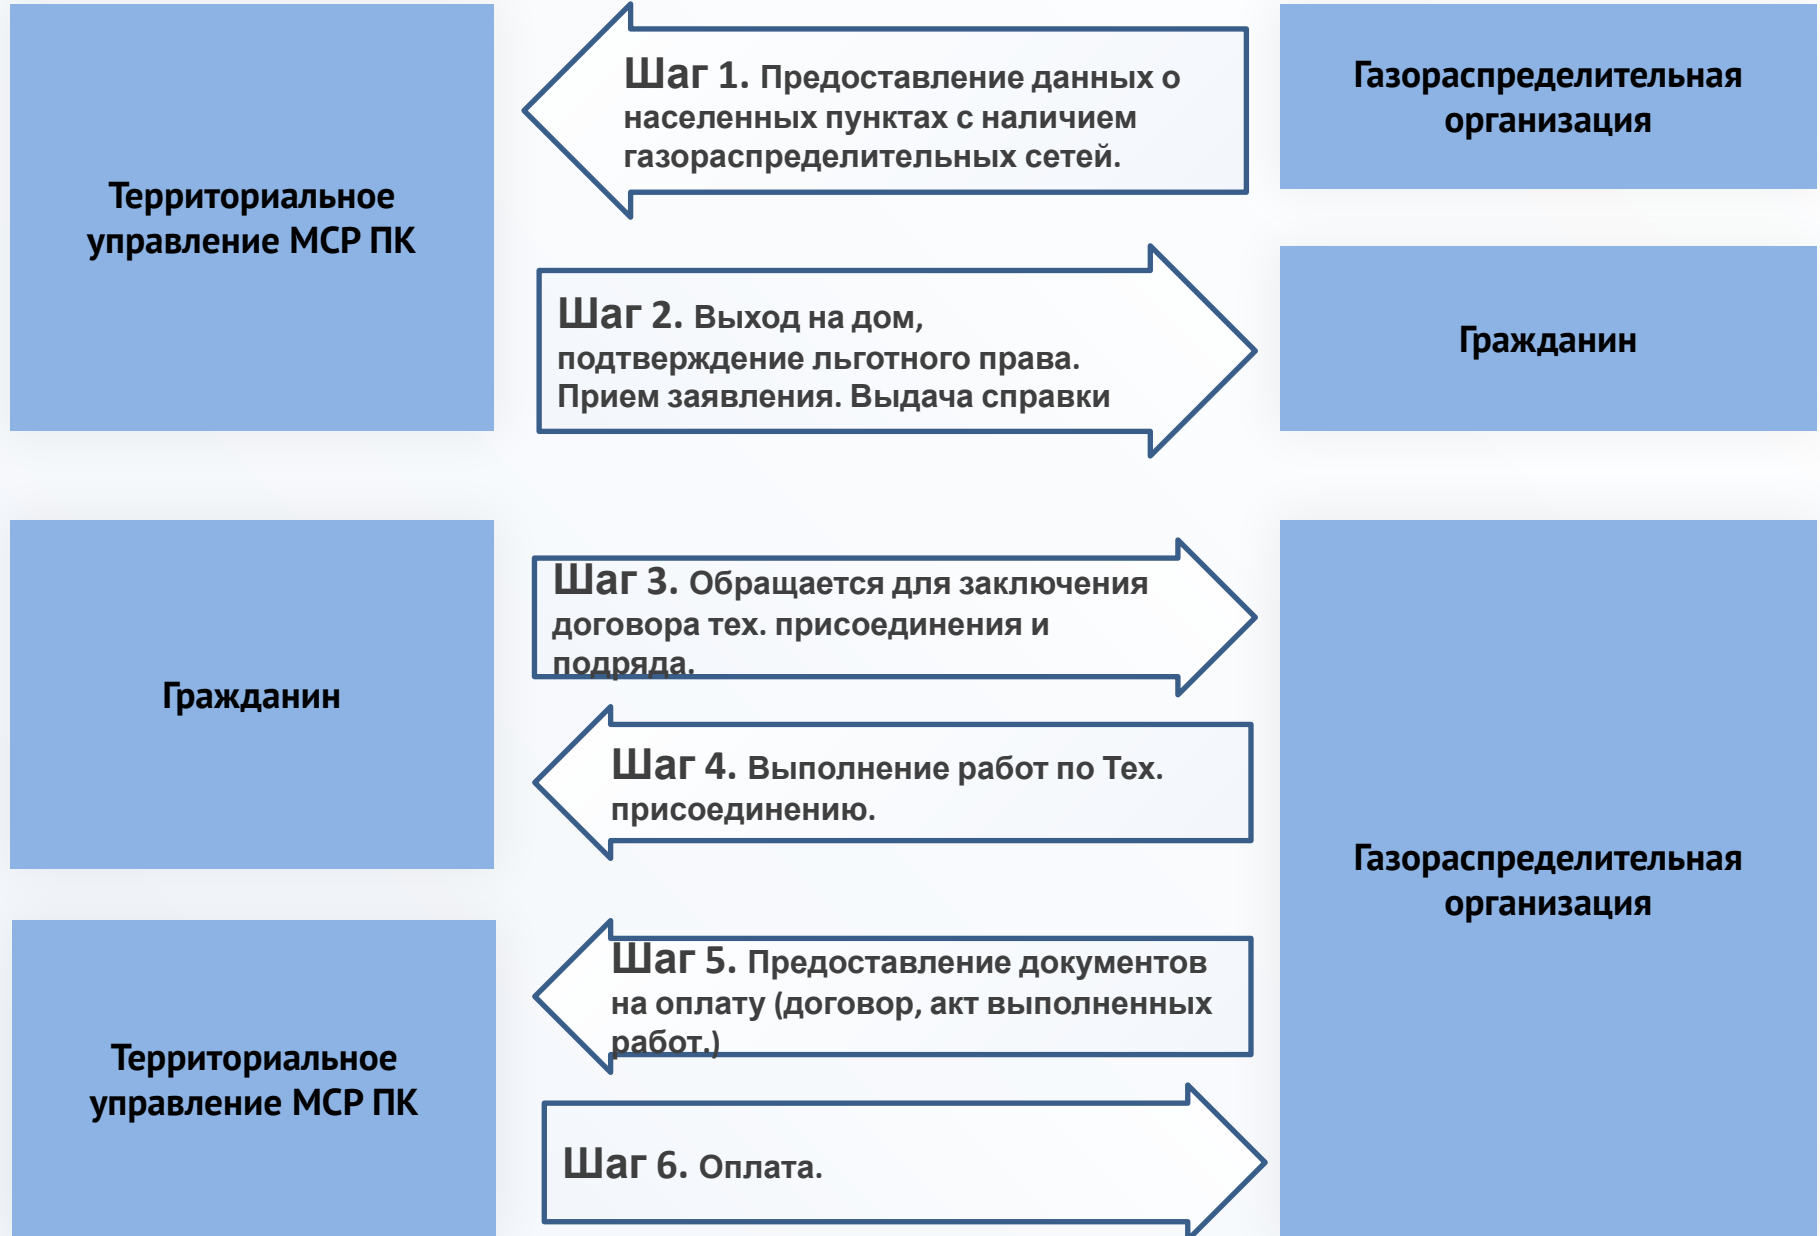 Территориальное
управление МСР ПК
Шаг 1. Предоставление данных о
населенных пунктах с наличием
газораспределительных сетей.
Газораспределительная
организация
Шаг 2. Выход на дом,
подтверждение льготного права.
Прием заявления. Выдача справки
Гражданин
Гражданин
Шаг 3. Обращается для заключения
договора тех. присоединения и
подряда.
Шаг 4. Выполнение работ по Тех.
присоединению.
Газораспределительная
организация
Территориальное
управление МСР ПК
Шаг 5. Предоставление документов
на оплату (договор, акт выполненных
работ.)
Шаг 6. Оплата.